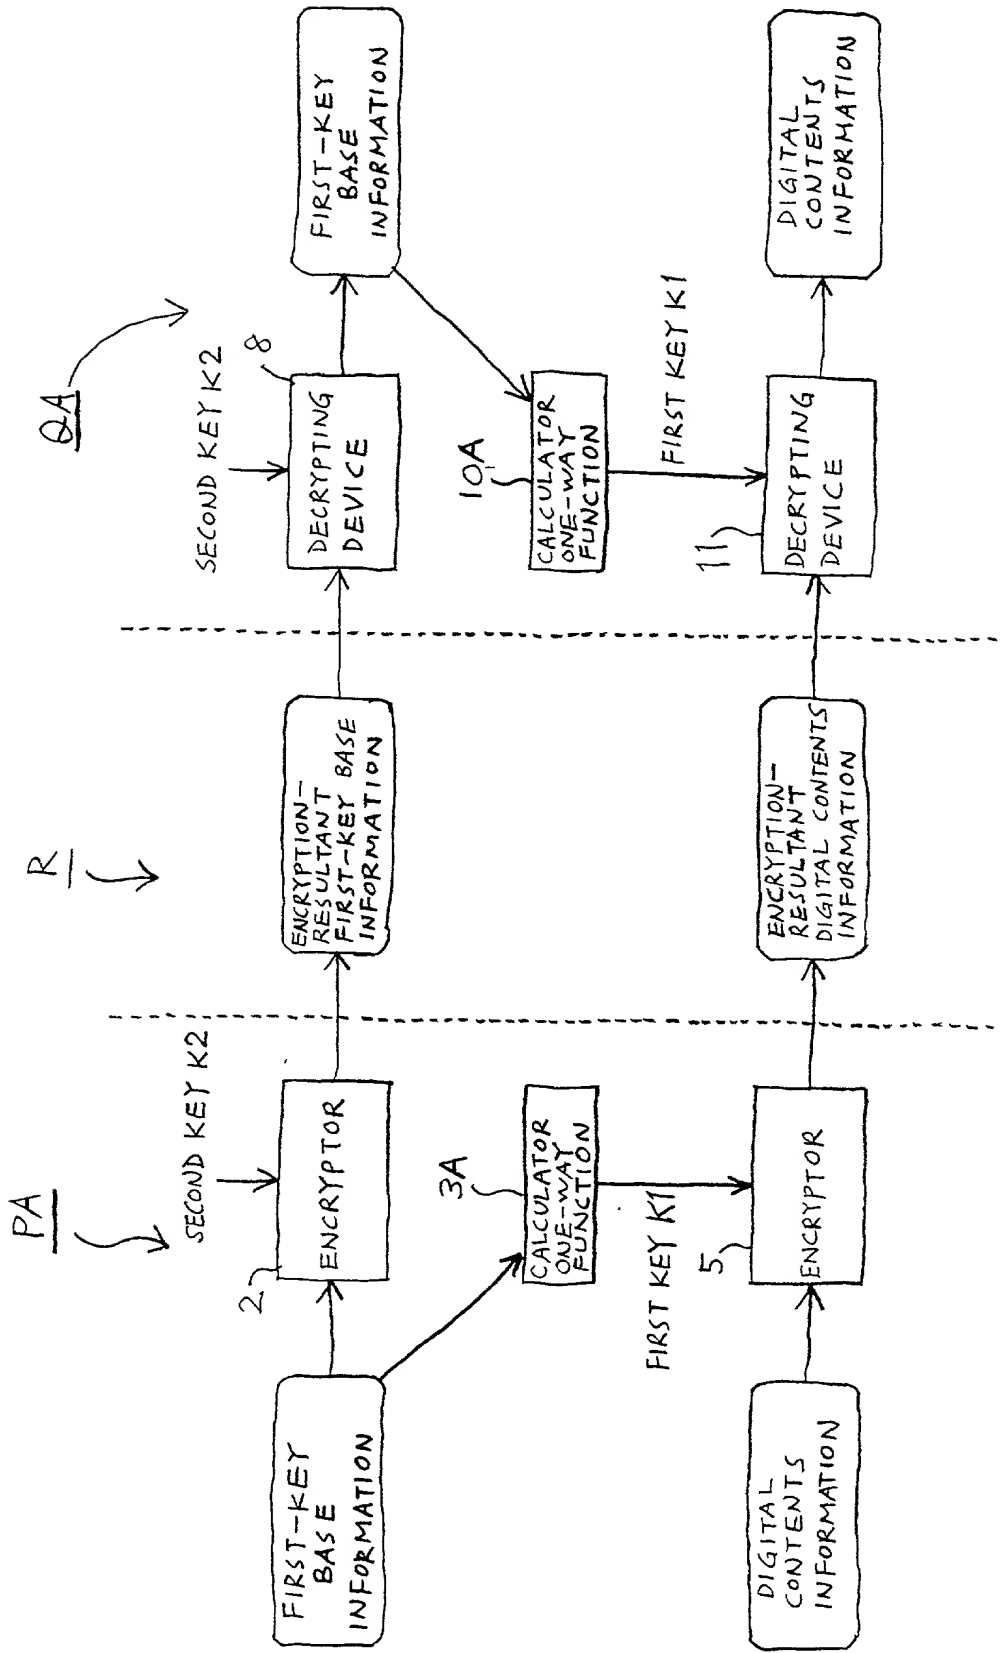 PA
R
QA
SECOND KEY K2
SECOND KEY K2
FIRST-KEY
BASE
INFORMATION
2
ENCRYPTOR
ENCRYPTION-
RESULTANT
FIRST-KEY BASE
INFORMATION
8
DECRYPTING
DEVICE
FIRST-KEY
BASE
INFORMATION
3A
CALCULATOR
ONE-WAY
FUNCTION
10A
CALCULATOR
ONE-WAY
FUNCTION
FIRST KEY K1
FIRST KEY K1
DIGITAL
CONTENTS
INFORMATION
5
ENCRYPTOR
ENCRYPTION-
RESULTANT
DIGITAL CONTENTS
INFORMATION
11
DECRYPTING
DEVICE
DIGITAL
CONTENTS
INFORMATION